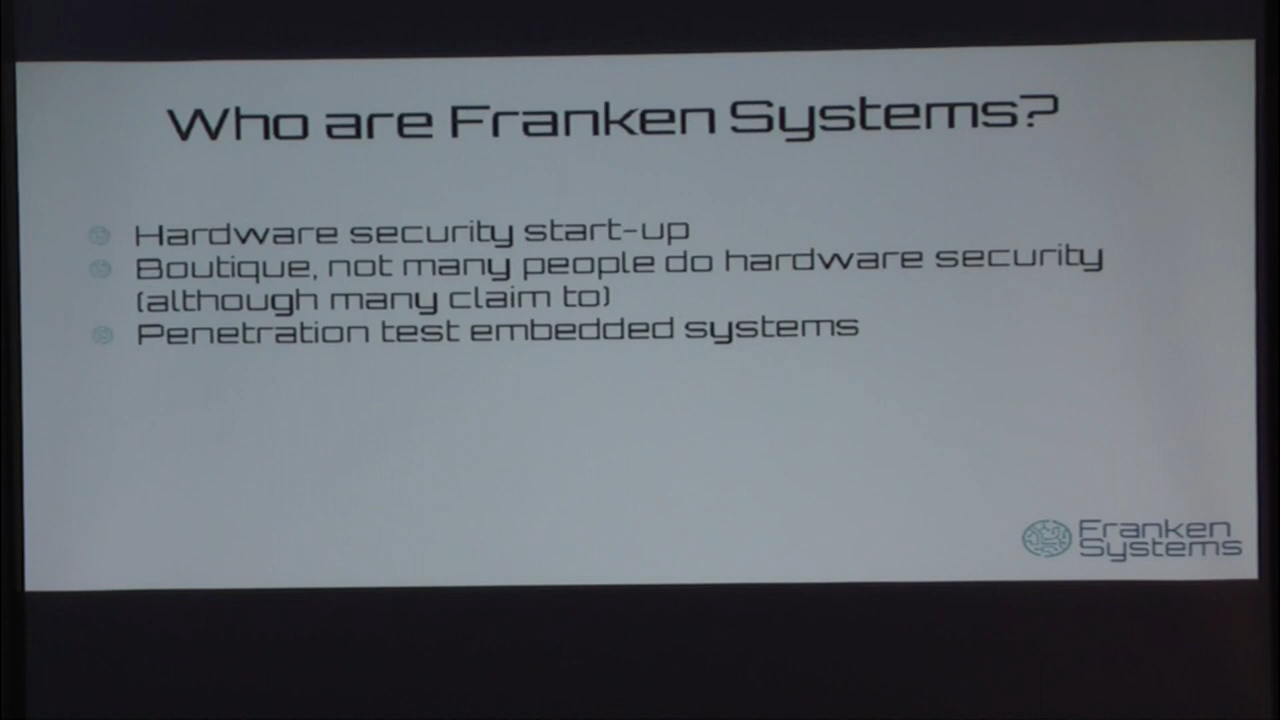 Who are Franken Systems?
Hardware security start-up
Boutique, not many people do hardware security
(although many claim to)
Penetration test embedded systems
Franken
Systems